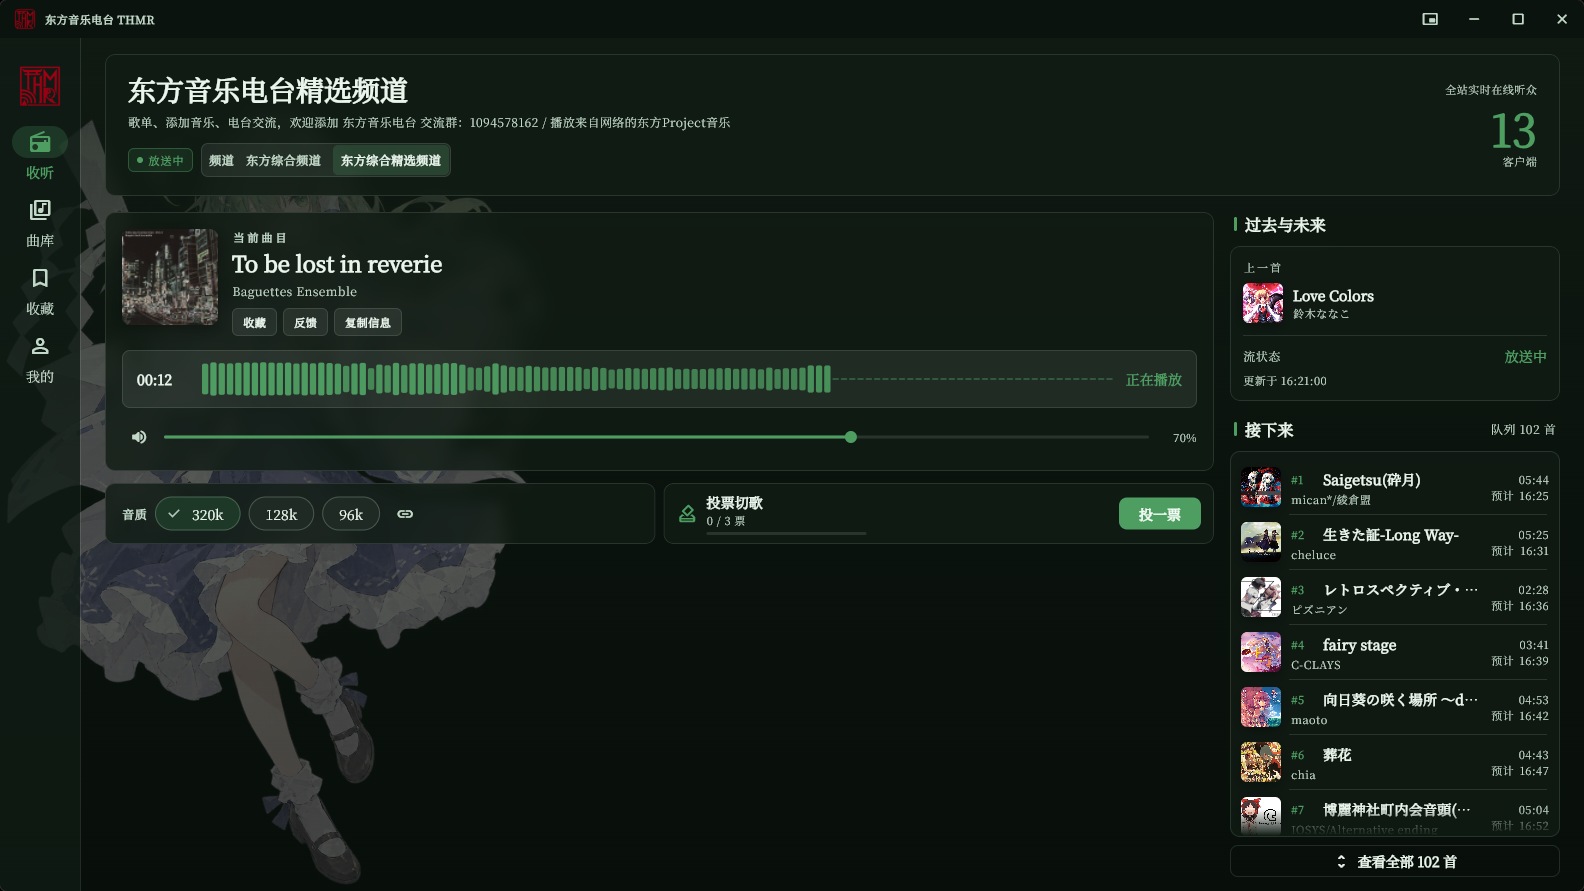 东方音乐电台 THMR
THMR
收听
曲库
收藏
我的
东方音乐电台精选频道
歌单、添加音乐、电台交流，欢迎添加 东方音乐电台 交流群：1094578162 / 播放来自网络的东方Project音乐
放送中 频道 东方综合频道 东方综合精选频道
全站实时在线听众
13
客户端
当前曲目
To be lost in reverie
Baguettes Ensemble
收藏 反馈 复制信息
00:12 正在播放
70%
音质 320k 128k 96k
投票切歌
0 / 3 票
投一票
过去与未来
上一首
Love Colors
鈴木ななこ
流状态 放送中
更新于 16:21:00
接下来 队列 102 首
#1 Saigetsu(砕月) 05:44
mican*/綾倉盟 预计 16:25
#2 生きた証-Long Way- 05:25
cheluce 预计 16:31
#3 レトロスペクティブ・… 02:28
ビズニアン 预计 16:36
#4 fairy stage 03:41
C-CLAYS 预计 16:39
#5 向日葵の咲く場所 ～d… 04:53
maoto 预计 16:42
#6 葬花 04:43
chia 预计 16:47
#7 博麗神社町内会音頭(… 05:04
IOSYS/Alternative ending 预计 16:52
查看全部 102 首